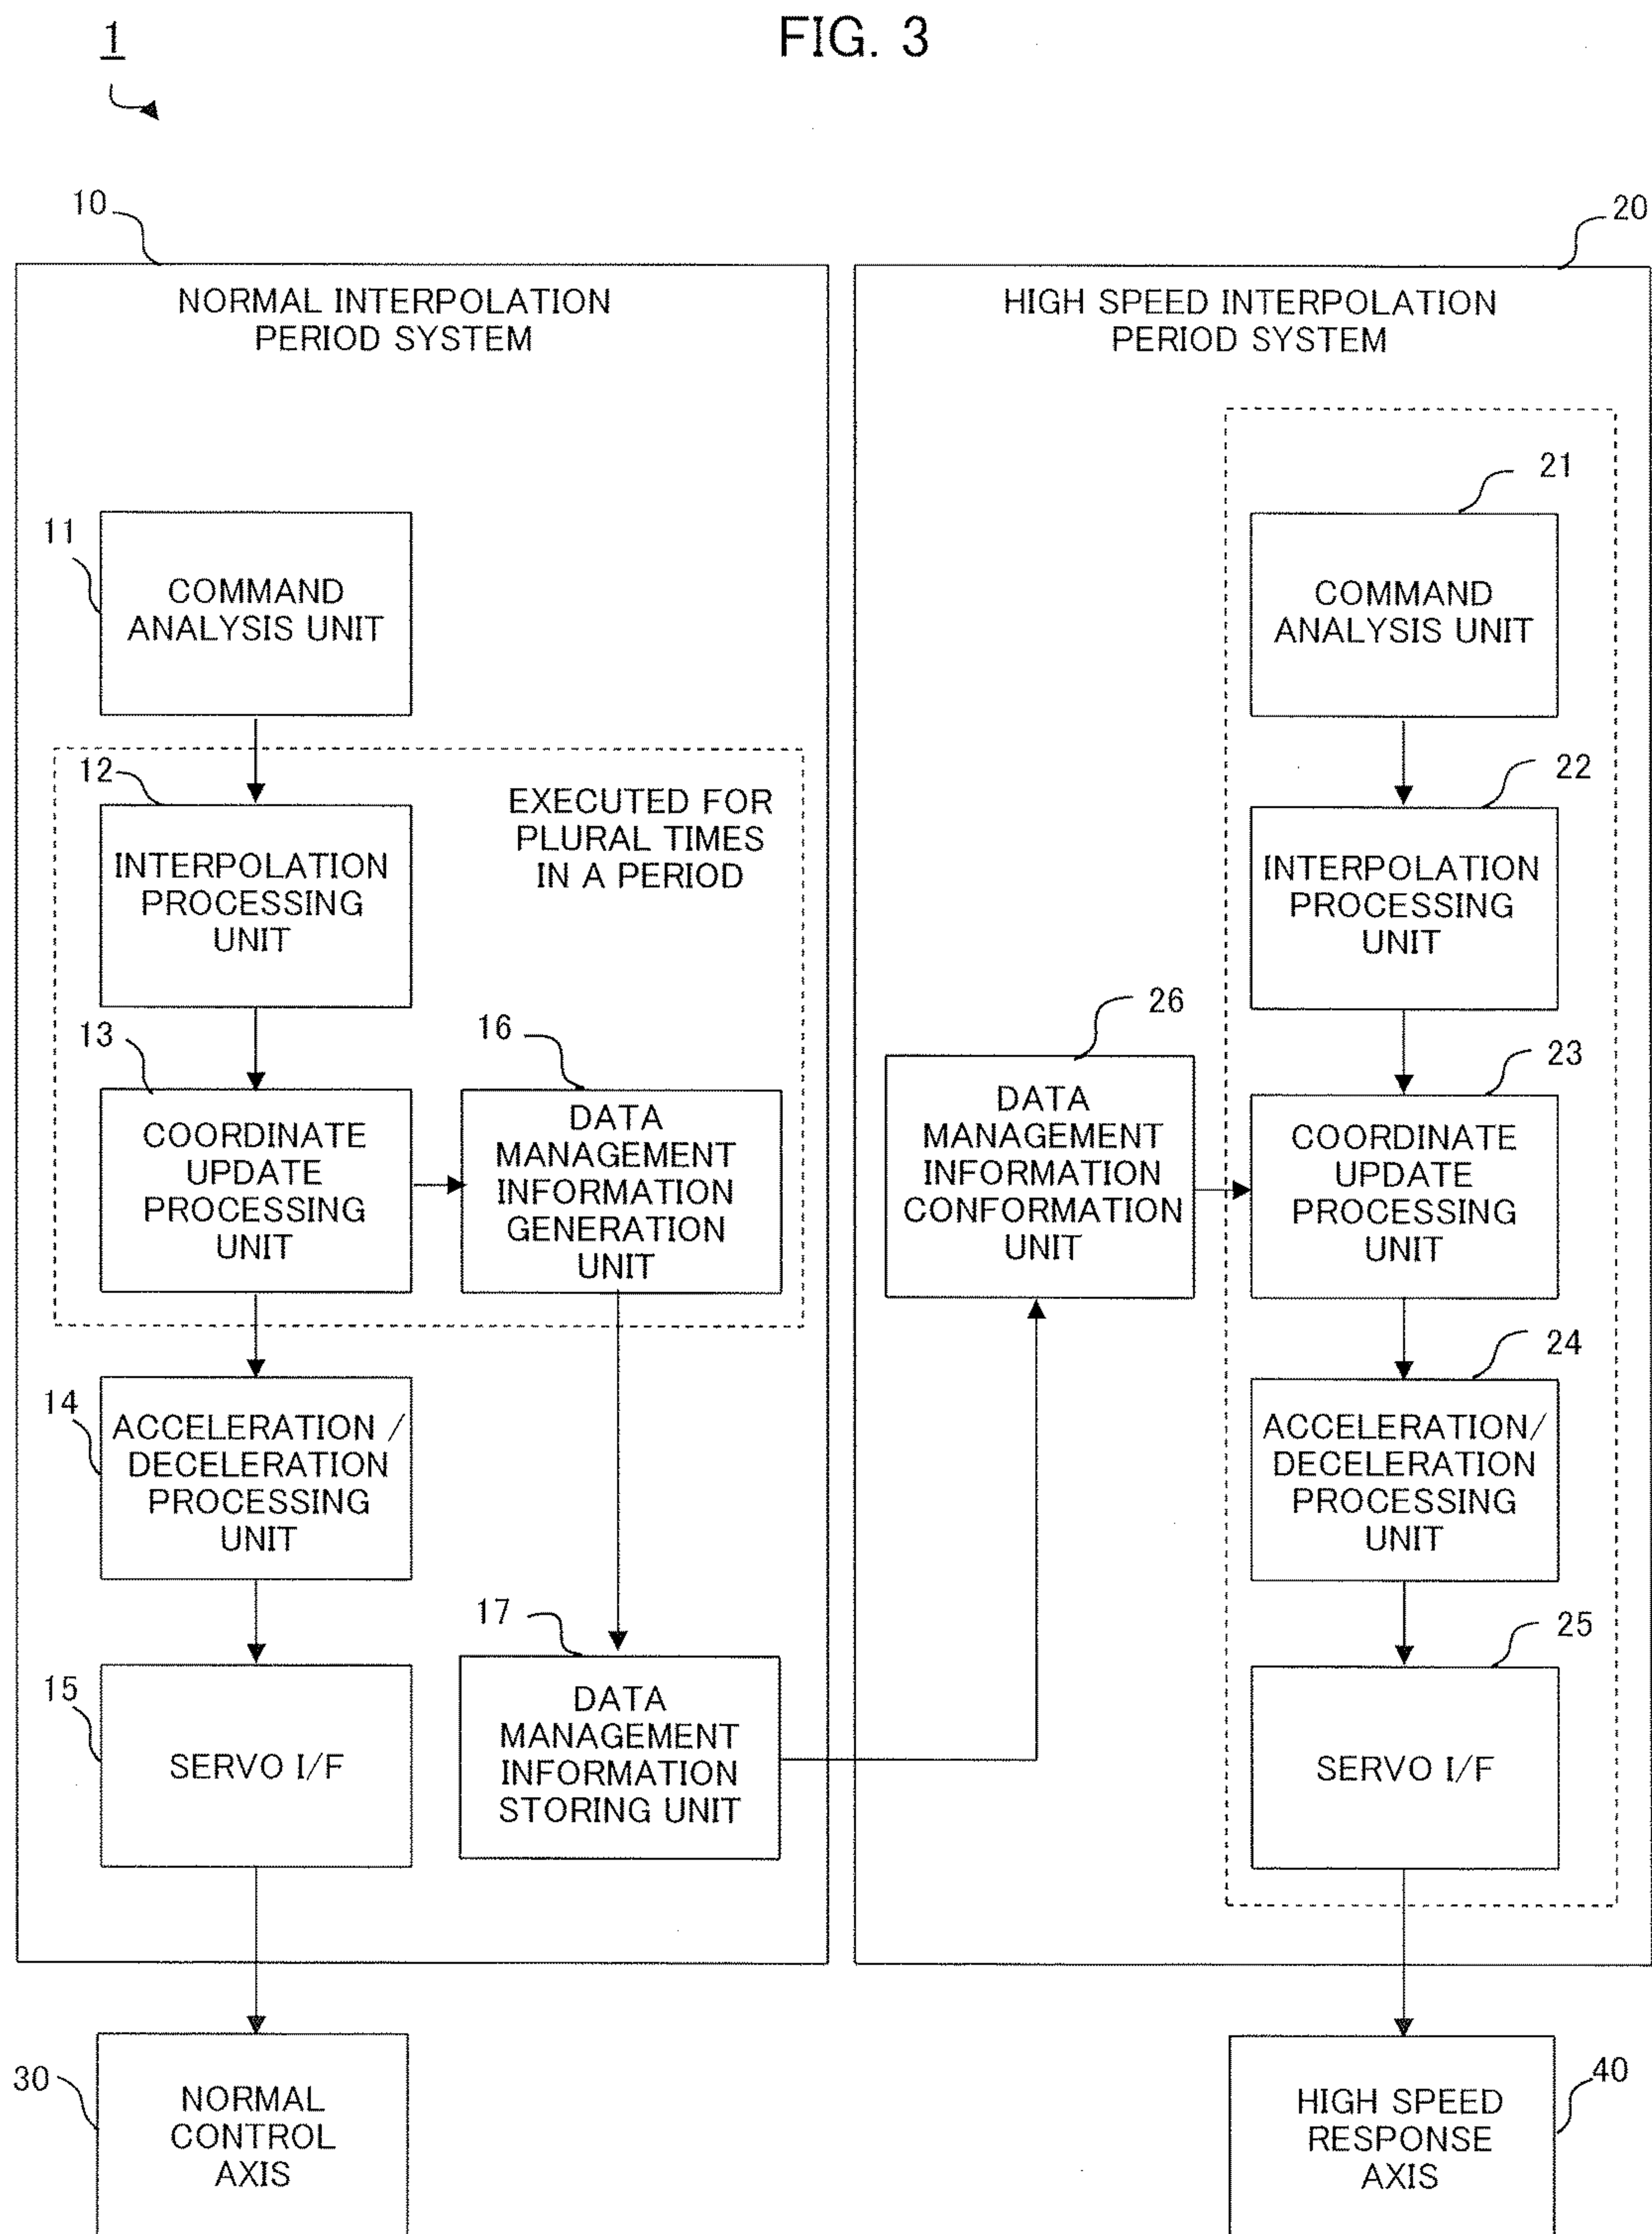 FIG. 3
1
10
NORMAL INTERPOLATION
PERIOD SYSTEM
11
COMMAND
ANALYSIS UNIT
12
EXECUTED FOR
PLURAL TIMES
IN A PERIOD
INTERPOLATION
PROCESSING
UNIT
13
COORDINATE
UPDATE
PROCESSING
UNIT
16
DATA
MANAGEMENT
INFORMATION
GENERATION
UNIT
14
ACCELERATION /
DECELERATION
PROCESSING
UNIT
15
SERVO I/F
17
DATA
MANAGEMENT
INFORMATION
STORING UNIT
30
NORMAL
CONTROL
AXIS
20
HIGH SPEED INTERPOLATION
PERIOD SYSTEM
21
COMMAND
ANALYSIS UNIT
22
INTERPOLATION
PROCESSING
UNIT
26
DATA
MANAGEMENT
INFORMATION
CONFORMATION
UNIT
23
COORDINATE
UPDATE
PROCESSING
UNIT
24
ACCELERATION/
DECELERATION
PROCESSING
UNIT
25
SERVO I/F
40
HIGH SPEED
RESPONSE
AXIS